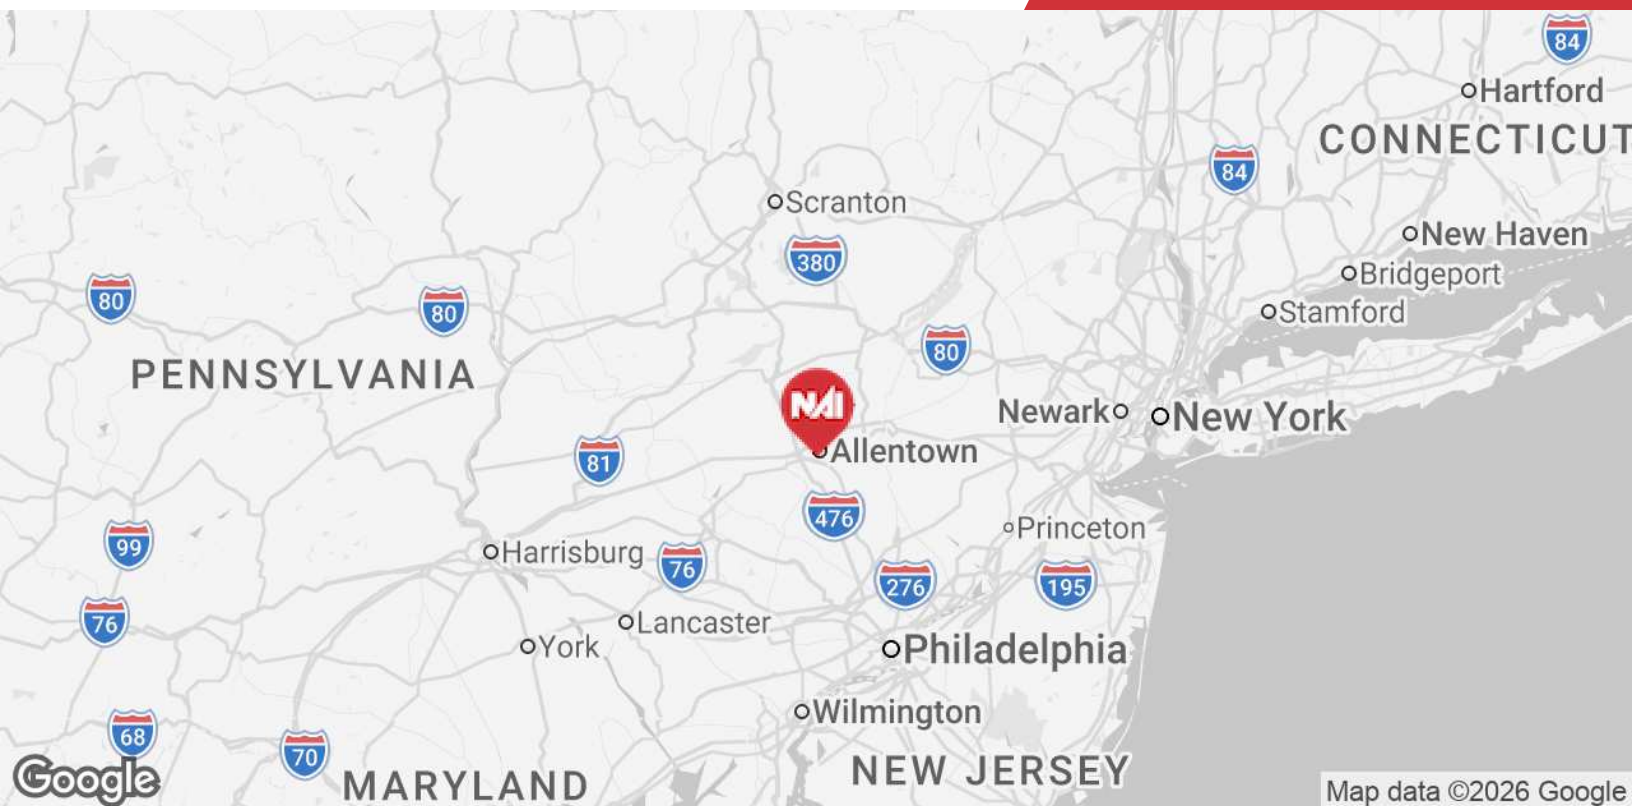 84
Hartford
CONNECTICUT
84
Scranton
New Haven
380
Bridgeport
80
80
Stamford
80
PENNSYLVANIA
NAI
Newark
New York
Allentown
81
476
Princeton
99
Harrisburg
76
276
195
76
Lancaster
York
Philadelphia
Wilmington
68
70
NEW JERSEY
Google
MARYLAND
Map data ©2026 Google